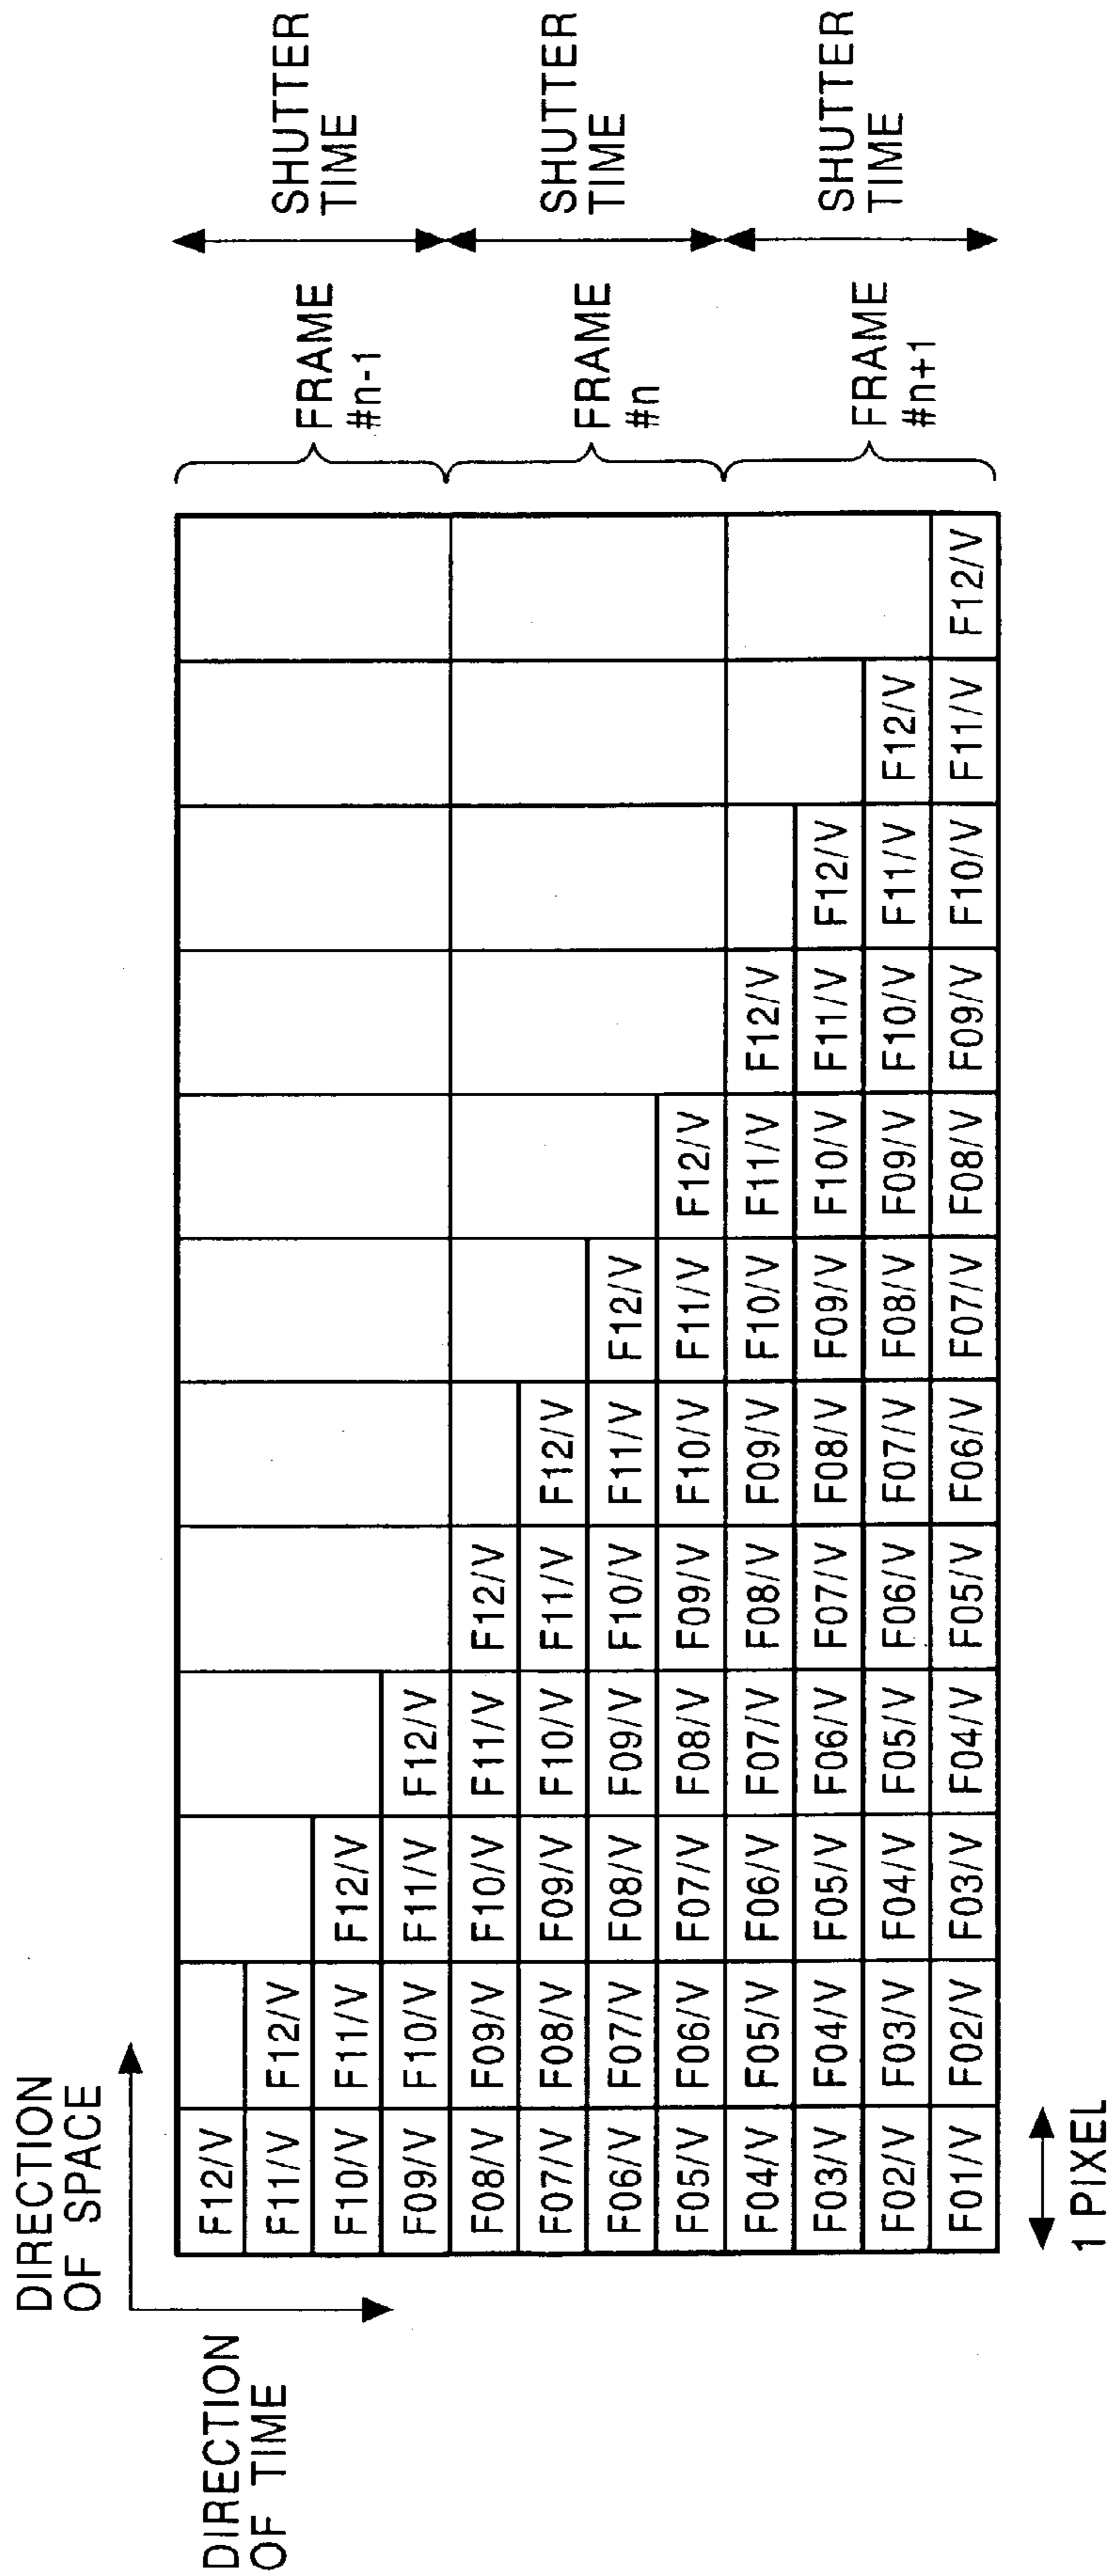 DIRECTION
OF SPACE
DIRECTION
OF TIME
F12/V
F11/V F12/V
F10/V F11/V F12/V
F09/V F10/V F11/V F12/V
FRAME
#n-1
SHUTTER
TIME
F08/V F09/V F10/V F11/V F12/V
F07/V F08/V F09/V F10/V F11/V F12/V
F06/V F07/V F08/V F09/V F10/V F11/V F12/V
F05/V F06/V F07/V F08/V F09/V F10/V F11/V F12/V
FRAME
#n
SHUTTER
TIME
F04/V F05/V F06/V F07/V F08/V F09/V F10/V F11/V F12/V
F03/V F04/V F05/V F06/V F07/V F08/V F09/V F10/V F11/V F12/V
F02/V F03/V F04/V F05/V F06/V F07/V F08/V F09/V F10/V F11/V F12/V
F01/V F02/V F03/V F04/V F05/V F06/V F07/V F08/V F09/V F10/V F11/V F12/V
FRAME
#n+1
SHUTTER
TIME
1 PIXEL